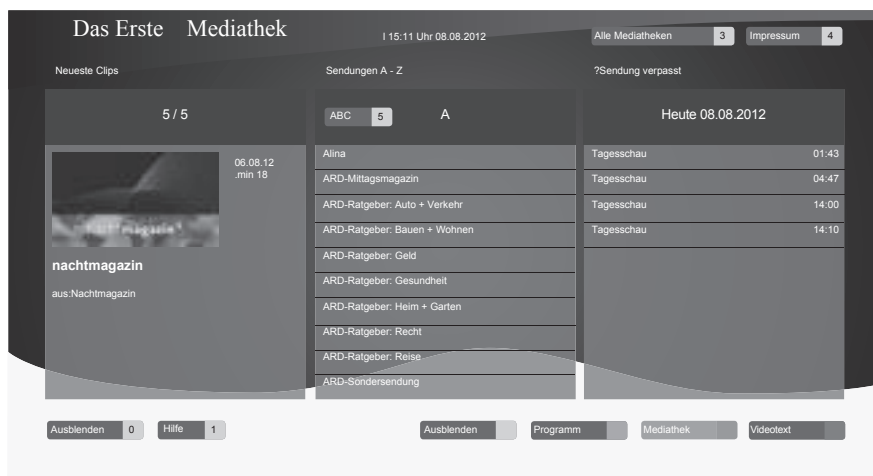 Das Erste Mediathek
I 15:11 Uhr 08.08.2012
Alle Mediatheken 3
Impressum 4
Neueste Clips
Sendungen A - Z
?Sendung verpasst
5 / 5
06.08.12
.min 18
nachtmagazin
nachtmagazin
aus:Nachtmagazin
ABC 5 A
Alina
ARD-Mittagsmagazin
ARD-Ratgeber: Auto + Verkehr
ARD-Ratgeber: Bauen + Wohnen
ARD-Ratgeber: Geld
ARD-Ratgeber: Gesundheit
ARD-Ratgeber: Heim + Garten
ARD-Ratgeber: Recht
ARD-Ratgeber: Reise
ARD-Sondersendung
Heute 08.08.2012
Tagesschau 01:43
Tagesschau 04:47
Tagesschau 14:00
Tagesschau 14:10
Ausblenden 0
Hilfe 1
Ausblenden
Programm
Mediathek
Videotext